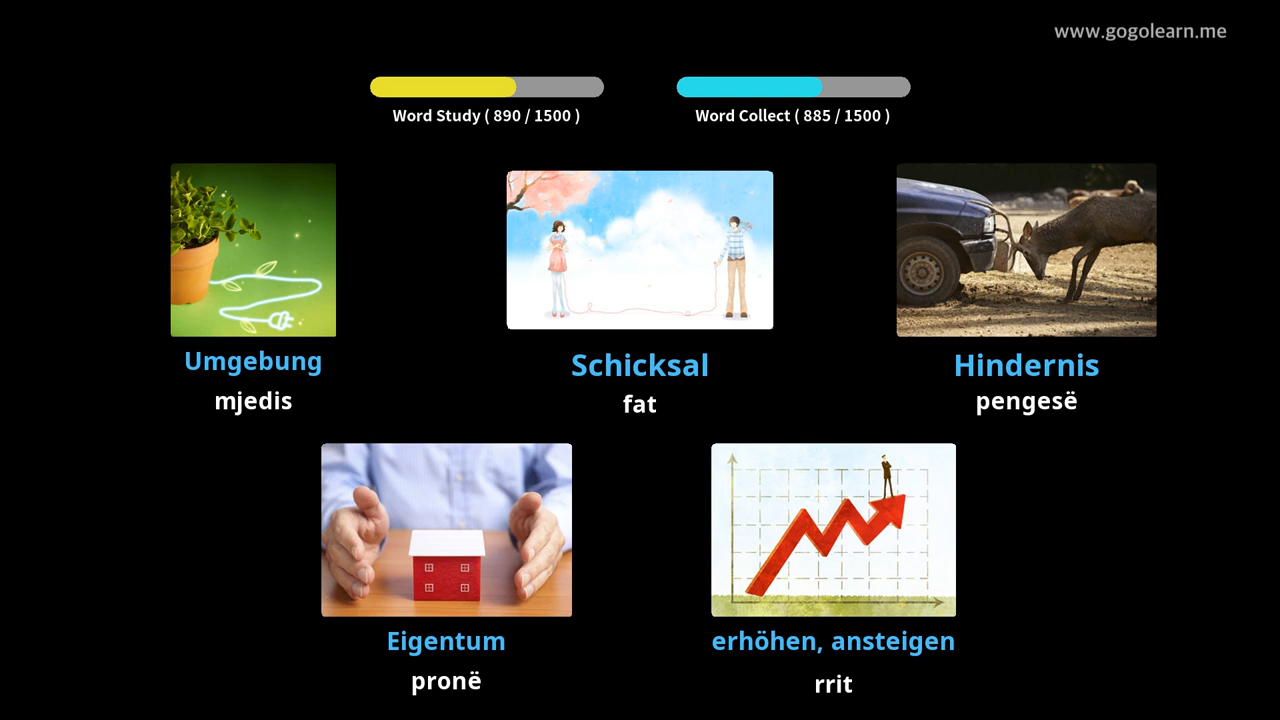 www.gogolearn.me
Word Study ( 890 / 1500 )
Word Collect ( 885 / 1500 )
Umgebung
mjedis
Schicksal
fat
Hindernis
pengesë
Eigentum
pronë
erhöhen, ansteigen
rrit